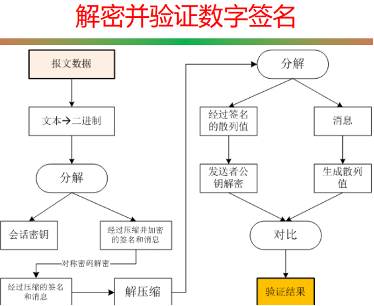 解密并验证数字签名
报文数据
文本→二进制
分解
会话密钥
经过压缩并加密
的签名和消息
对称密码解密
经过压缩的签名
和消息
解压缩
分解
经过签名
的散列值
消息
发送者公
钥解密
生成散列
值
对比
验证结果